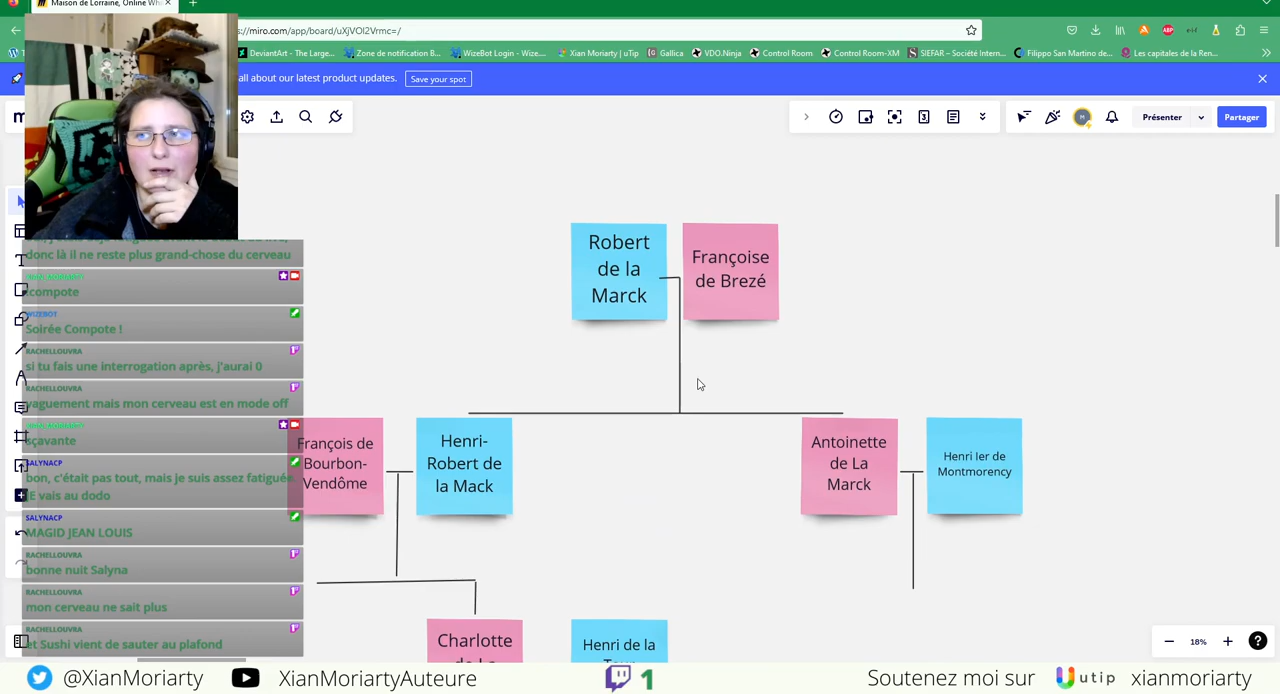 Maison de Lorraine, Online Wh
s://miro.com/app/board/uXjVOl2Vrmc=/
DeviantArt - The Large...
Zone de notification B...
WizeBot Login - Wize....
Xian Moriarty | uTip
Gallica
VDO.Ninja
Control Room
Control Room-XM
SIEFAR – Société Intern...
Filippo San Martino de...
Les capitales de la Ren...
all about our latest product updates.
Save your spot
Présenter
Partager
donc là il ne reste plus grand-chose du cerveau
compote
WIZEBOT
Soirée Compote !
RACHELLOUVRA
si tu fais une interrogation après, j'aurai 0
RACHELLOUVRA
vaguement mais mon cerveau est en mode off
sçavante
SALYNACP
bon, c'était pas tout, mais je suis assez fatiguée.
JE vais au dodo
SALYNACP
MAGID JEAN LOUIS
RACHELLOUVRA
bonne nuit Salyna
RACHELLOUVRA
mon cerveau ne sait plus
RACHELLOUVRA
et Sushi vient de sauter au plafond
Robert
de la
Marck
Françoise
de Brezé
François de
Bourbon-
Vendôme
Henri-
Robert de
la Mack
Antoinette
de La
Marck
Henri Ier de
Montmorency
Charlotte
de La
Henri de la
Tour
18%
@XianMoriarty
XianMoriartyAuteure
1
Soutenez moi sur
utip
xianmoriarty